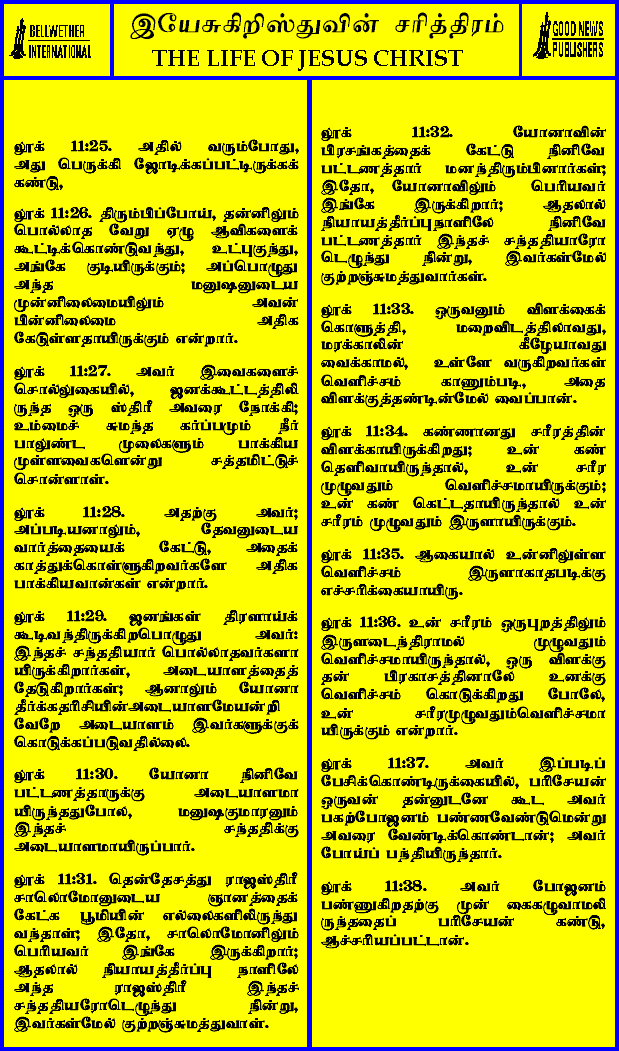 BELLWETHER
INTERNATIONAL
இயேசுகிறிஸ்துவின் சரித்திரம்
THE LIFE OF JESUS CHRIST
GOOD NEWS
PUBLISHERS
லூக் 11:25. அதில் வரும்போது,
அது பெருக்கி ஜோடிக்கப்பட்டிருக்கக்
கண்டு,
லூக் 11:26. திரும்பிப்போய், தன்னிலும்
பொல்லாத வேறு ஏழு ஆவிகளைக்
கூட்டிக்கொண்டுவந்து, உட்புகுந்து,
அங்கே குடியிருக்கும்; அப்பொழுது
அந்த மனுஷனுடைய
முன்னிலைமையிலும் அவன்
பின்னிலைமை அதிக
கேடுள்ளதாயிருக்கும் என்றார்.
லூக் 11:27. அவர் இவைகளைச்
சொல்லுகையில், ஜனக்கூட்டத்திலி
ருந்த ஒரு ஸ்திரீ அவரை நோக்கி;
உம்மைச் சுமந்த கர்ப்பமும் நீர்
பாலுண்ட முலைகளும் பாக்கிய
முள்ளவைகளென்று சத்தமிட்டுச்
சொன்னாள்.
லூக் 11:28. அதற்கு அவர்;
அப்படியனாலும், தேவனுடைய
வார்த்தையைக் கேட்டு, அதைக்
காத்துக்கொள்ளுகிறவர்களே அதிக
பாக்கியவான்கள் என்றார்.
லூக் 11:29. ஜனங்கள் திரளாய்க்
கூடிவந்திருக்கிறபொழுது அவர்:
இந்தச் சந்ததியார் பொல்லாதவர்களா
யிருக்கிறார்கள், அடையாளத்தைத்
தேடுகிறார்கள்; ஆனாலும் யோனா
தீர்க்கதரிசியின்அடையாளமேயன்றி
வேறே அடையாளம் இவர்களுக்குக்
கொடுக்கப்படுவதில்லை.
லூக் 11:30. யோனா நினிவே
பட்டணத்தாருக்கு அடையாளமா
யிருந்ததுபோல, மனுஷகுமாரனும்
இந்தச் சந்ததிக்கு
அடையாளமாயிருப்பார்.
லூக் 11:31. தென்தேசத்து ராஜஸ்திரீ
சாலொமோனுடைய ஞானத்தைக்
கேட்க பூமியின் எல்லைகளிலிருந்து
வந்தாள்; இதோ, சாலொமோனிலும்
பெரியவர் இங்கே இருக்கிறார்;
ஆதலால் நியாயத்தீர்ப்பு நாளிலே
அந்த ராஜஸ்திரீ இந்தச்
சந்ததியரோடெழுந்து நின்று,
இவர்கள்மேல் குற்றஞ்சுமத்துவாள்.
லூக் 11:32. யோனாவின்
பிரசங்கத்தைக் கேட்டு நினிவே
பட்டணத்தார் மனந்திரும்பினார்கள்;
இதோ, யோனாவிலும் பெரியவர்
இங்கே இருக்கிறார்; ஆதலால்
நியாயத்தீர்ப்புநாளிலே நினிவே
பட்டணத்தார் இந்தச் சந்ததியாரோ
டெழுந்து நின்று, இவர்கள்மேல்
குற்றஞ்சுமத்துவார்கள்.
லூக் 11:33. ஒருவனும் விளக்கைக்
கொளுத்தி, மறைவிடத்திலாவது,
மரக்காலின் கீழேயாவது
வைக்காமல், உள்ளே வருகிறவர்கள்
வெளிச்சம் காணும்படி, அதை
விளக்குத்தண்டின்மேல் வைப்பான்.
லூக் 11:34. கண்ணானது சரீரத்தின்
விளக்காயிருக்கிறது; உன் கண்
தெளிவாயிருந்தால், உன் சரீர
முழுவதும் வெளிச்சமாயிருக்கும்;
உன் கண் கெட்டதாயிருந்தால் உன்
சரீரம் முழுவதும் இருளாயிருக்கும்.
லூக் 11:35. ஆகையால் உன்னிலுள்ள
வெளிச்சம் இருளாகாதபடிக்கு
எச்சரிக்கையாயிரு.
லூக் 11:36. உன் சரீரம் ஒருபுறத்திலும்
இருளடைந்திராமல் முழுவதும்
வெளிச்சமாயிருந்தால், ஒரு விளக்கு
தன் பிரகாசத்தினாலே உனக்கு
வெளிச்சம் கொடுக்கிறது போலே,
உன் சரீரமுழுவதும்வெளிச்சமா
யிருக்கும் என்றார்.
லூக் 11:37. அவர் இப்படிப்
பேசிக்கொண்டிருக்கையில், பரிசேயன்
ஒருவன் தன்னுடனே கூட அவர்
பகற்போஜனம் பண்ணவேண்டுமென்று
அவரை வேண்டிக்கொண்டான்; அவர்
போய்ப் பந்தியிருந்தார்.
லூக் 11:38. அவர் போஜனம்
பண்ணுகிறதற்கு முன் கைகழுவாமலி
ருந்ததைப் பரிசேயன் கண்டு,
ஆச்சரியப்பட்டான்.